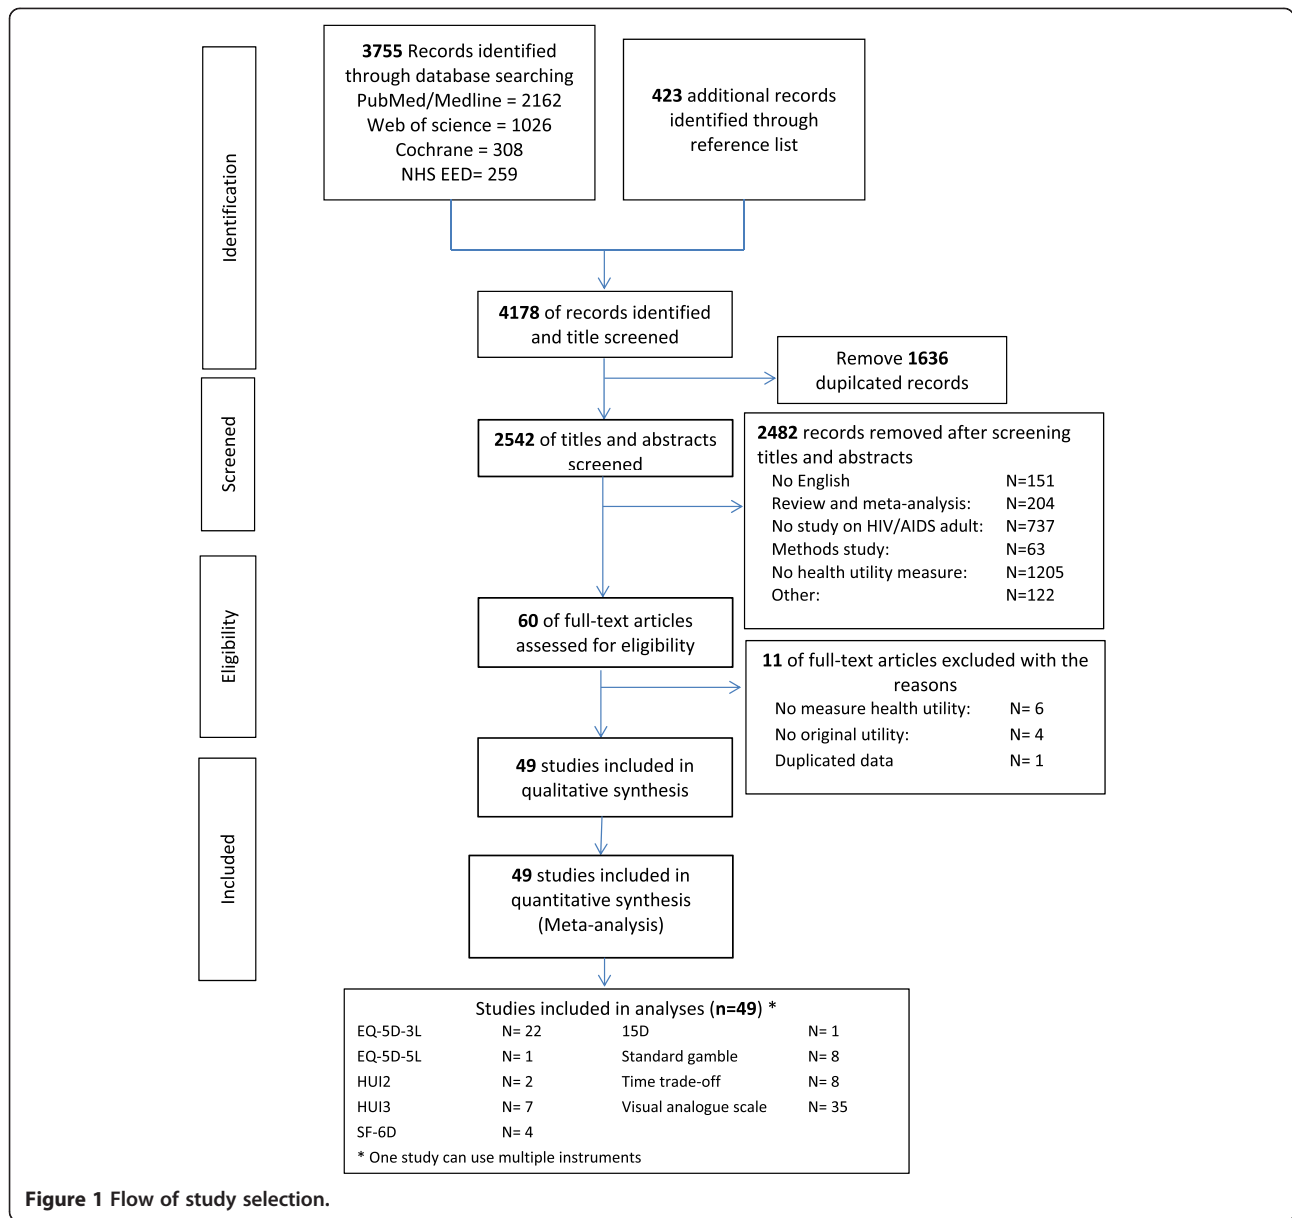 3755 Records identified
through database searching
PubMed/Medline = 2162
Web of science = 1026
Cochrane = 308
NHS EED= 259
423 additional records
identified through
reference list
Identification
4178 of records identified
and title screened
Remove 1636
dupilcated records
Screened
2542 of titles and abstracts
screened
2482 records removed after screening
titles and abstracts
No English N=151
Review and meta-analysis: N=204
No study on HIV/AIDS adult: N=737
Methods study: N=63
No health utility measure: N=1205
Other: N=122
Eligibility
60 of full-text articles
assessed for eligibility
11 of full-text articles excluded with the
reasons
No measure health utility: N= 6
No original utility: N= 4
Duplicated data N= 1
49 studies included in
qualitative synthesis
Included
49 studies included in
quantitative synthesis
(Meta-analysis)
Studies included in analyses (n=49) *
EQ-5D-3L N= 22 15D N= 1
EQ-5D-5L N= 1 Standard gamble N= 8
HUI2 N= 2 Time trade-off N= 8
HUI3 N= 7 Visual analogue scale N= 35
SF-6D N= 4
* One study can use multiple instruments
Figure 1 Flow of study selection.